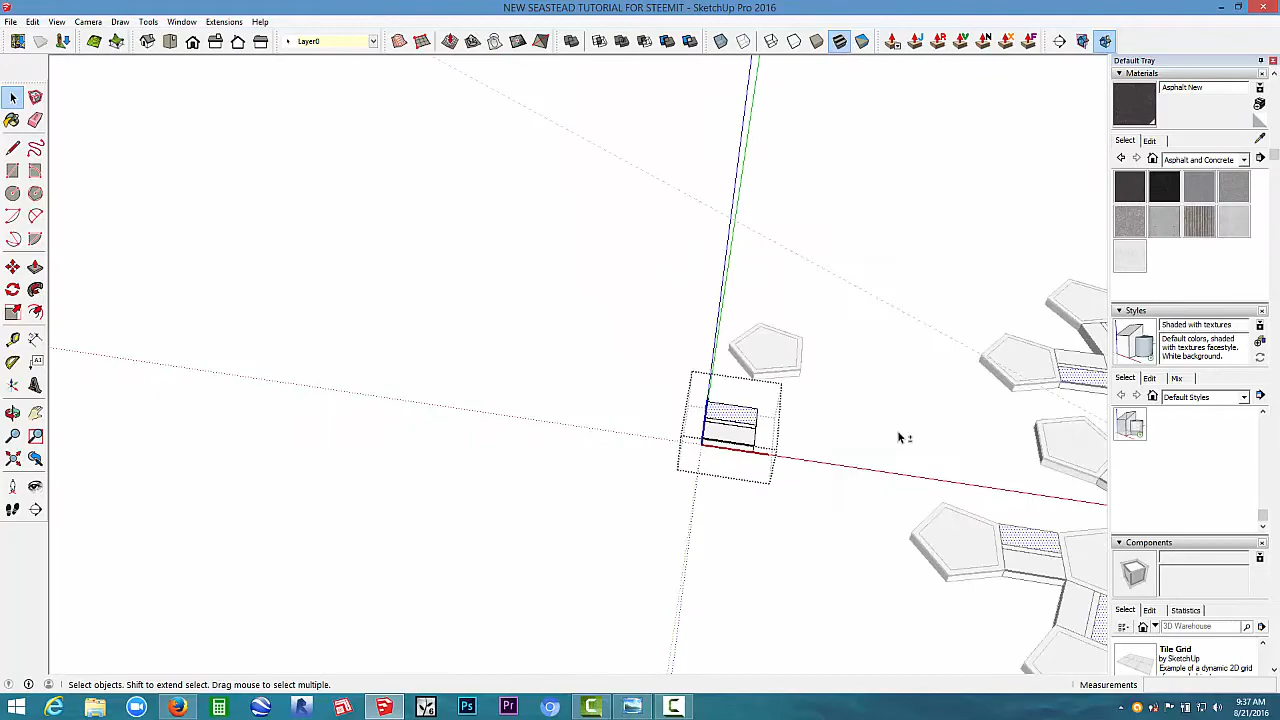 NEW SEASTEAD TUTORIAL FOR STEEMIT - SketchUp Pro 2016
File Edit View Camera Draw Tools Window Extensions Help
Layer0
Default Tray
Materials
Asphalt New
Select Edit
Asphalt and Concrete
Styles
Shaded with textures
Default colors, shaded
with textures facestyle.
White background.
Select Edit Mix
Default Styles
Components
Select Edit Statistics
3D Warehouse
Tile Grid
by SketchUp
Example of a dynamic 2D grid
Select objects. Shift to extend select. Drag mouse to select multiple.
Measurements
Ps
Pr
9:37 AM
8/21/2016